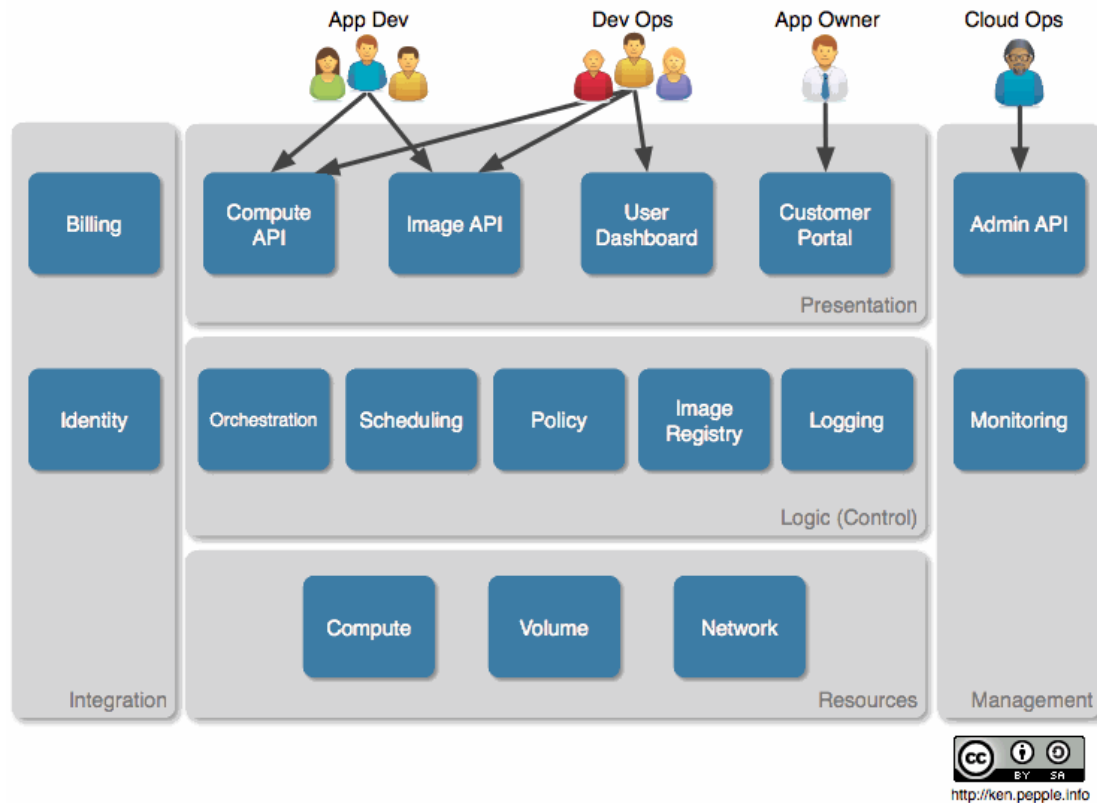 App Dev
Dev Ops
App Owner
Cloud Ops
Billing
Compute
API
Image API
User
Dashboard
Customer
Portal
Admin API
Presentation
Identity
Orchestration
Scheduling
Policy
Image
Registry
Logging
Monitoring
Logic (Control)
Compute
Volume
Network
Integration
Resources
Management
cc
BY SA
http://ken.pepple.info